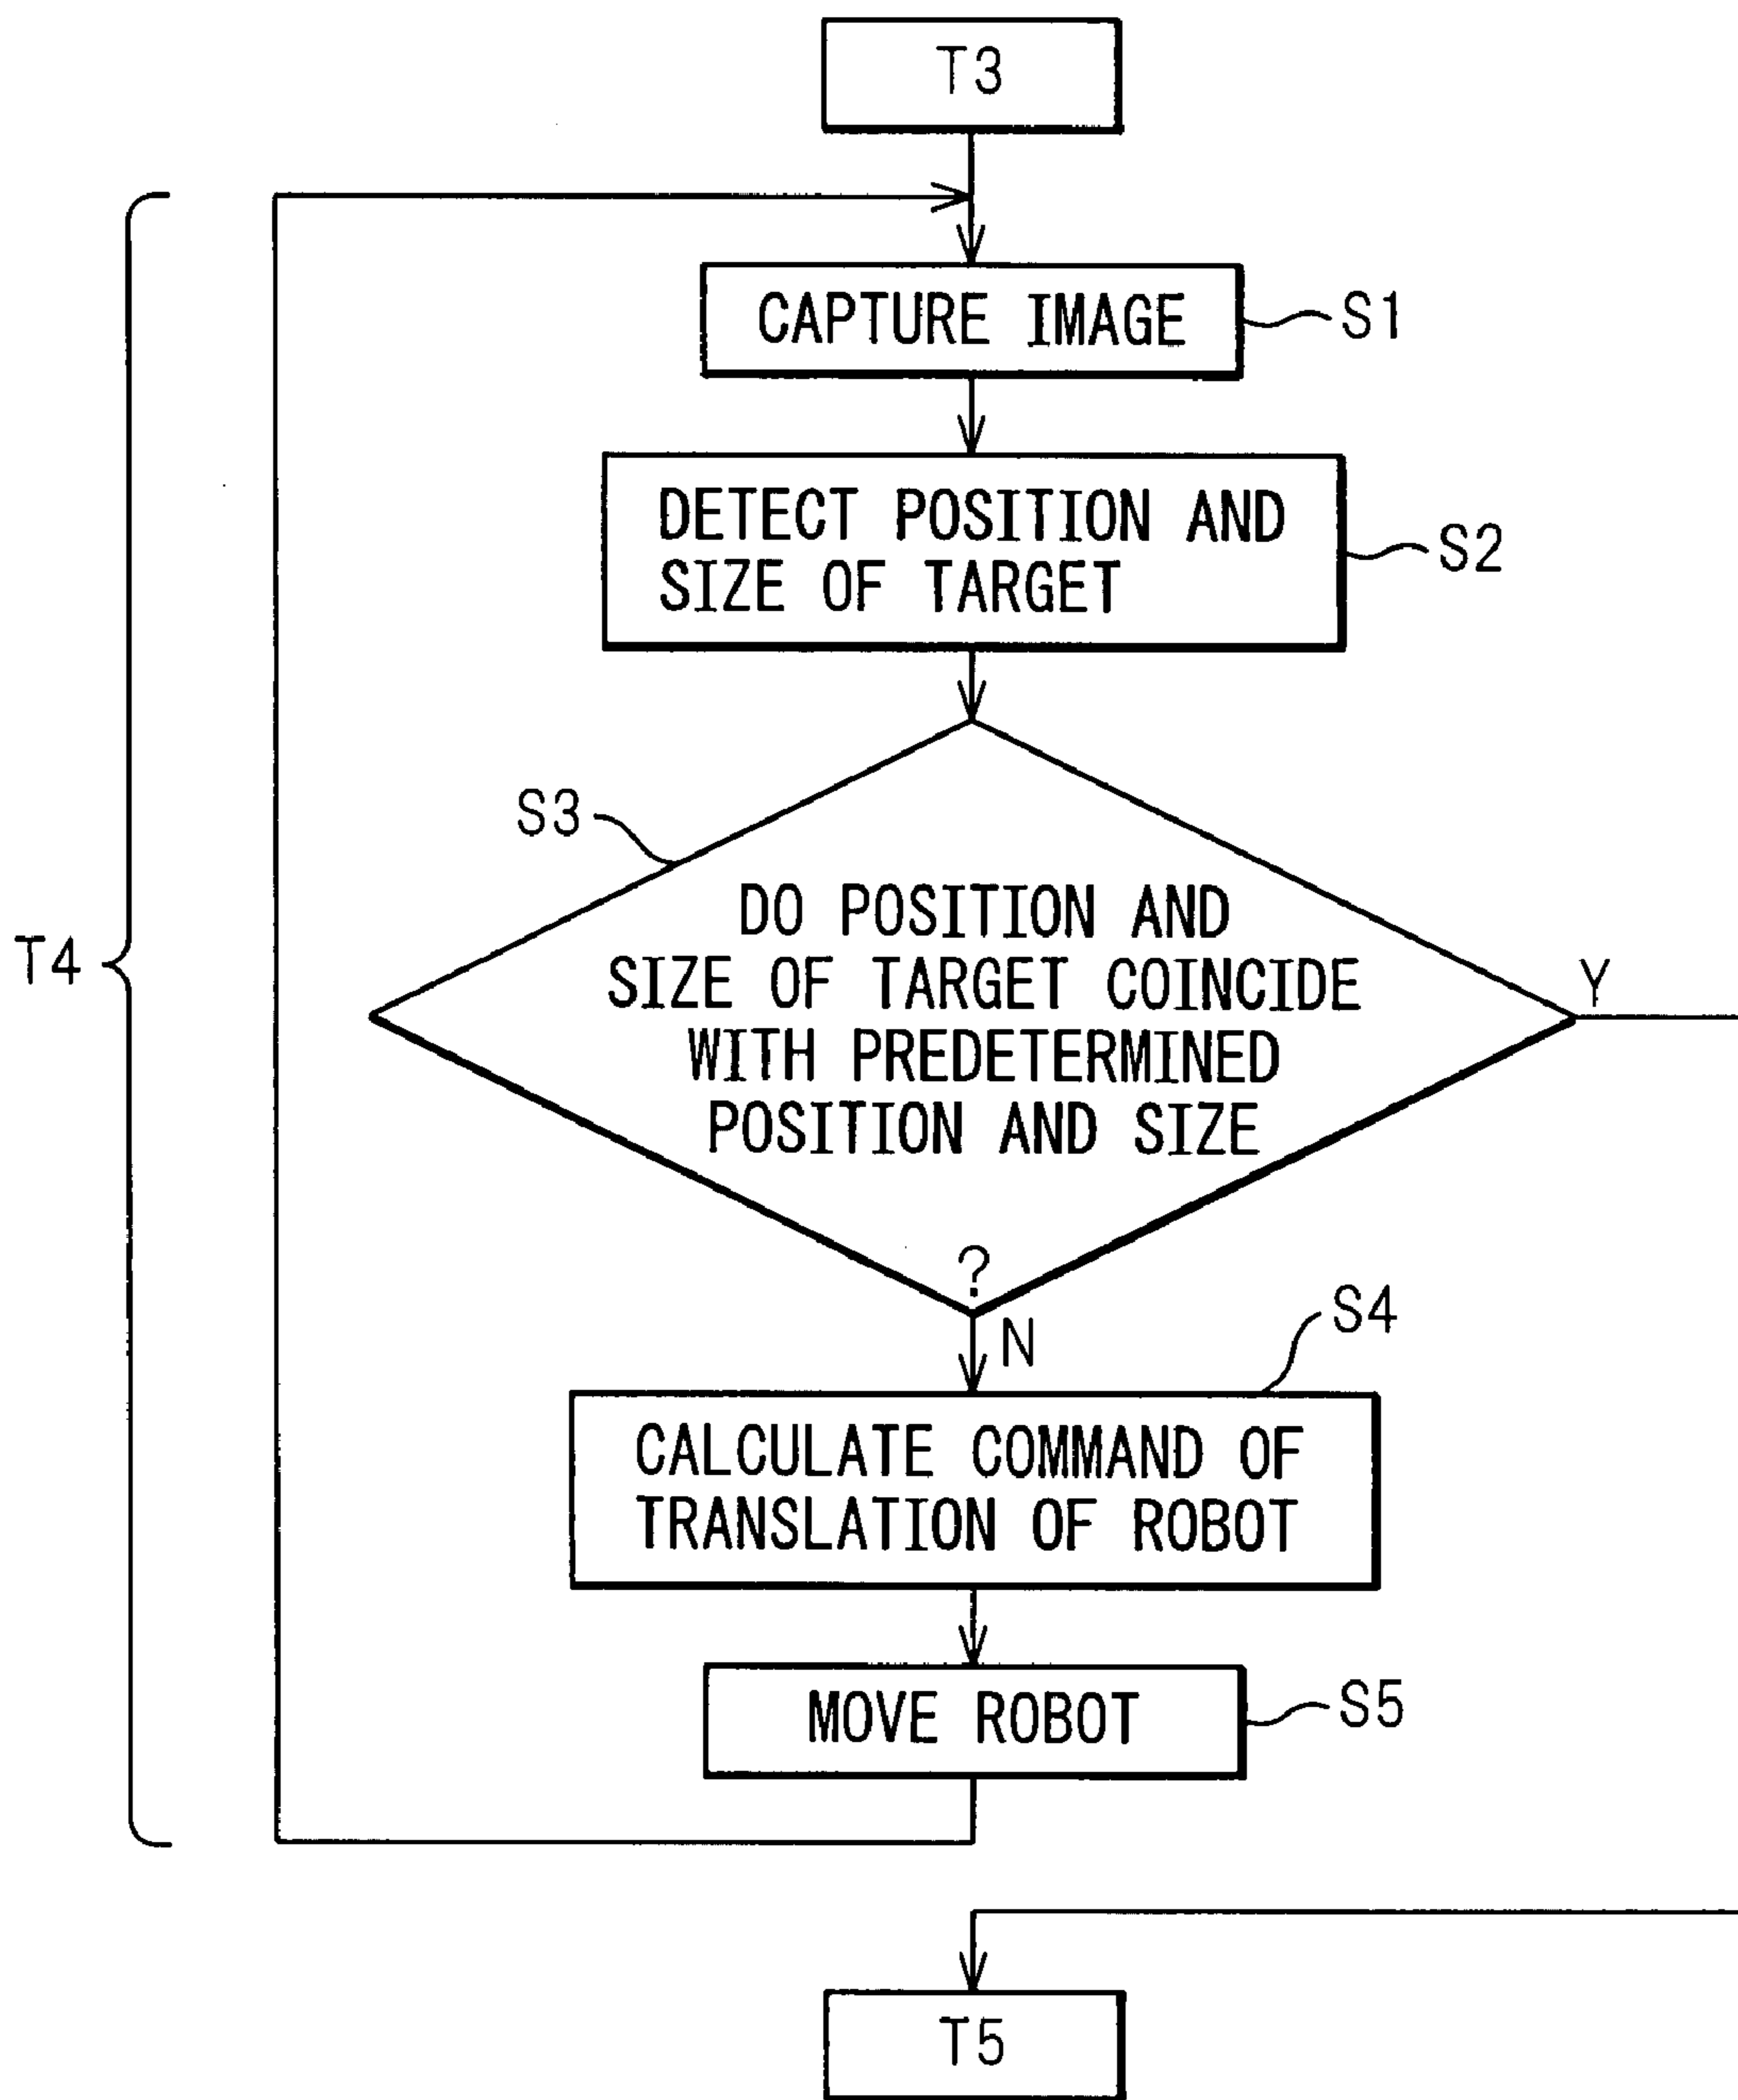 T3
CAPTURE IMAGE
S1
DETECT POSITION AND
SIZE OF TARGET
S2
S3
DO POSITION AND
SIZE OF TARGET COINCIDE
WITH PREDETERMINED
POSITION AND SIZE
?
Y
T4
N
S4
CALCULATE COMMAND OF
TRANSLATION OF ROBOT
MOVE ROBOT
S5
T5